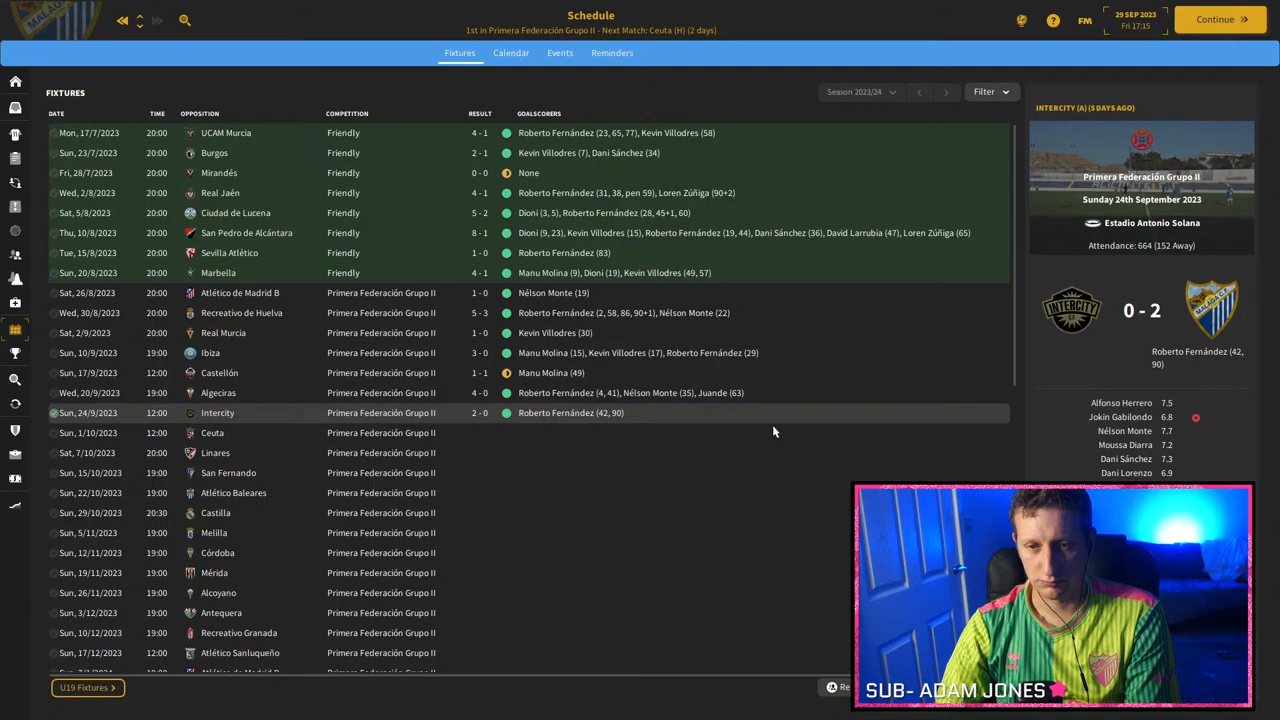 Schedule
1st in Primera Federación Grupo II - Next Match: Ceuta (H) (2 days)
FM
29 SEP 2023
Fri 17:15
Continue
Fixtures Calendar Events Reminders
FIXTURES
Season 2023/24
Filter
DATE TIME OPPOSITION COMPETITION RESULT GOALSCORERS
Mon, 17/7/2023 20:00 UCAM Murcia Friendly 4 - 1 Roberto Fernández (23, 65, 77), Kevin Villodres (58)
Sun, 23/7/2023 20:00 Burgos Friendly 2 - 1 Kevin Villodres (7), Dani Sánchez (34)
Fri, 28/7/2023 20:00 Mirandés Friendly 0 - 0 None
Wed, 2/8/2023 20:00 Real Jaén Friendly 4 - 1 Roberto Fernández (31, 38, pen 59), Loren Zúñiga (90+2)
Sat, 5/8/2023 20:00 Ciudad de Lucena Friendly 5 - 2 Dioni (3, 5), Roberto Fernández (28, 45+1, 60)
Thu, 10/8/2023 20:00 San Pedro de Alcántara Friendly 8 - 1 Dioni (9, 23), Kevin Villodres (15), Roberto Fernández (19, 44), Dani Sánchez (36), David Larrubia (47), Loren Zúñiga (65)
Tue, 15/8/2023 20:00 Sevilla Atlético Friendly 1 - 0 Roberto Fernández (83)
Sun, 20/8/2023 20:00 Marbella Friendly 4 - 1 Manu Molina (9), Dioni (19), Kevin Villodres (49, 57)
Sat, 26/8/2023 20:00 Atlético de Madrid B Primera Federación Grupo II 1 - 0 Nélson Monte (19)
Wed, 30/8/2023 20:00 Recreativo de Huelva Primera Federación Grupo II 5 - 3 Roberto Fernández (2, 58, 86, 90+1), Nélson Monte (22)
Sat, 2/9/2023 20:00 Real Murcia Primera Federación Grupo II 1 - 0 Kevin Villodres (30)
Sun, 10/9/2023 19:00 Ibiza Primera Federación Grupo II 3 - 0 Manu Molina (15), Kevin Villodres (17), Roberto Fernández (29)
Sun, 17/9/2023 12:00 Castellón Primera Federación Grupo II 1 - 1 Manu Molina (49)
Wed, 20/9/2023 19:00 Algeciras Primera Federación Grupo II 4 - 0 Roberto Fernández (4, 41), Nélson Monte (35), Juande (63)
Sun, 24/9/2023 12:00 Intercity Primera Federación Grupo II 2 - 0 Roberto Fernández (42, 90)
Sun, 1/10/2023 12:00 Ceuta Primera Federación Grupo II
Sat, 7/10/2023 20:00 Linares Primera Federación Grupo II
Sun, 15/10/2023 19:00 San Fernando Primera Federación Grupo II
Sun, 22/10/2023 19:00 Atlético Baleares Primera Federación Grupo II
Sun, 29/10/2023 20:30 Castilla Primera Federación Grupo II
Sun, 5/11/2023 19:00 Melilla Primera Federación Grupo II
Sun, 12/11/2023 19:00 Córdoba Primera Federación Grupo II
Sun, 19/11/2023 19:00 Mérida Primera Federación Grupo II
Sun, 26/11/2023 19:00 Alcoyano Primera Federación Grupo II
Sun, 3/12/2023 19:00 Antequera Primera Federación Grupo II
Sun, 10/12/2023 19:00 Recreativo Granada Primera Federación Grupo II
Sun, 17/12/2023 12:00 Atlético Sanluqueño Primera Federación Grupo II
U19 Fixtures
Re
INTERCITY (A) (5 DAYS AGO)
Primera Federación Grupo II
Sunday 24th September 2023
Estadio Antonio Solana
Attendance: 664 (152 Away)
INTERCITY
0 - 2
Roberto Fernández (42,
90)
Alfonso Herrero 7.5
Jokin Gabilondo 6.8
Nélson Monte 7.7
Moussa Diarra 7.2
Dani Sánchez 7.3
Dani Lorenzo 6.9
SUB- ADAM JONES